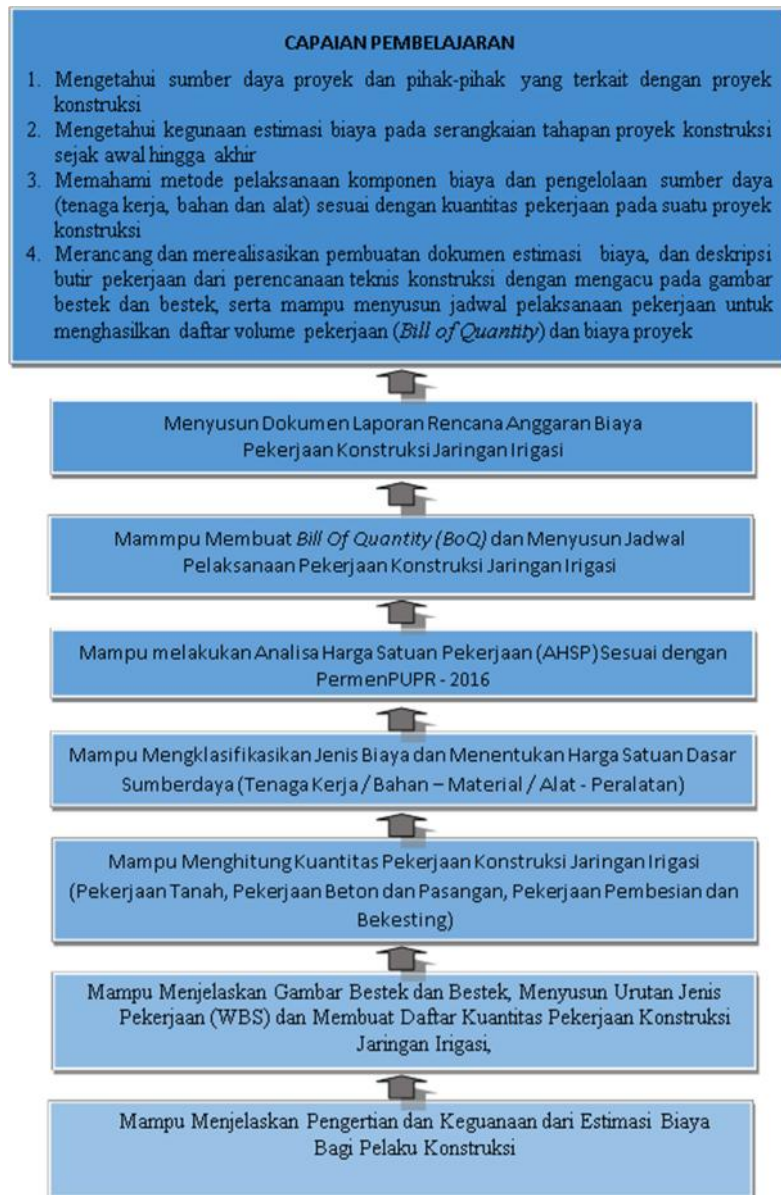 CAPAIAN PEMBELAJARAN
1. Mengetahui sumber daya proyek dan pihak-pihak yang terkait dengan proyek
konstruksi
2. Mengetahui kegunaan estimasi biaya pada serangkaian tahapan proyek konstruksi
sejak awal hingga akhir
3. Memahami metode pelaksanaan komponen biaya dan pengelolaan sumber daya
(tenaga kerja, bahan dan alat) sesuai dengan kuantitas pekerjaan pada suatu proyek
konstruksi
4. Merancang dan merealisasikan pembuatan dokumen estimasi biaya, dan deskripsi
butir pekerjaan dari perencanaan teknis konstruksi dengan mengacu pada gambar
bestek dan bestek, serta mampu menyusun jadwal pelaksanaan pekerjaan untuk
menghasilkan daftar volume pekerjaan (Bill of Quantity) dan biaya proyek
Menyusun Dokumen Laporan Rencana Anggaran Biaya
Pekerjaan Konstruksi Jaringan Irigasi
Mammpu Membuat Bill Of Quantity (BoQ) dan Menyusun Jadwal
Pelaksanaan Pekerjaan Konstruksi Jaringan Irigasi
Mampu melakukan Analisa Harga Satuan Pekerjaan (AHSP) Sesuai dengan
PermenPUPR - 2016
Mampu Mengklasifikasikan Jenis Biaya dan Menentukan Harga Satuan Dasar
Sumberdaya (Tenaga Kerja / Bahan – Material / Alat - Peralatan)
Mampu Menghitung Kuantitas Pekerjaan Konstruksi Jaringan Irigasi
(Pekerjaan Tanah, Pekerjaan Beton dan Pasangan, Pekerjaan Pembesian dan
Bekesting)
Mampu Menjelaskan Gambar Bestek dan Bestek, Menyusun Urutan Jenis
Pekerjaan (WBS) dan Membuat Daftar Kuantitas Pekerjaan Konstruksi
Jaringan Irigasi,
Mampu Menjelaskan Pengertian dan Keguanaan dari Estimasi Biaya
Bagi Pelaku Konstruksi